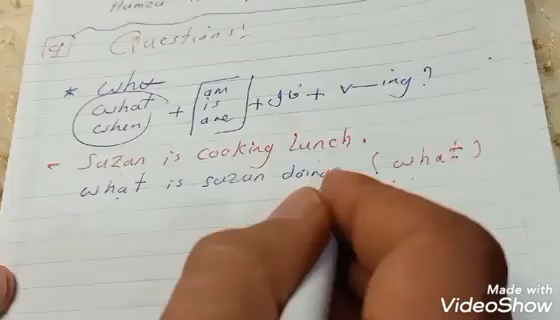 Hamza
Questions:
* who
what
when
+
am
is
are
+ + v-ing?
- Suzan is cooking lunch.
what is suzan doing (what)
Made with
VideoShow